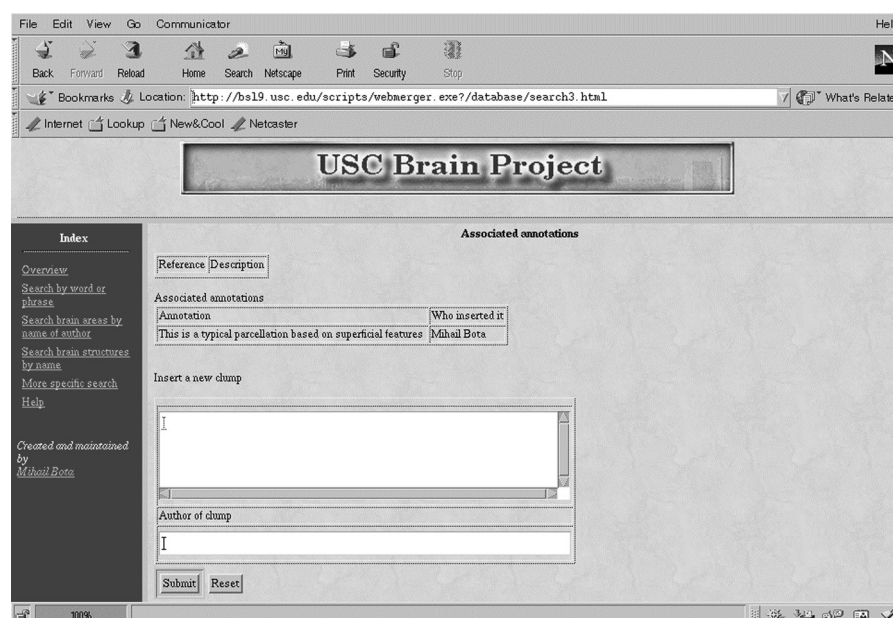 File Edit View Go Communicator Hel
Back Forward Reload Home Search Netscape Print Security Stop
My
N
Bookmarks Location: http://bsl9.usc.edu/scripts/webmerger.exe?/database/search3.html What's Relate
Internet Lookup New&Cool Netcaster
USC Brain Project
Index
Overview
Search by word or
phrase
Search brain areas by
name of author
Search brain structures
by name
More specific search
Help
Created and maintained
by
Mihail Bota
Associated annotations
Reference Description
Associated annotations
Annotation Who inserted it
This is a typical parcellation based on superficial features Mihail Bota
Insert a new clump
Author of clump
Submit Reset
100%